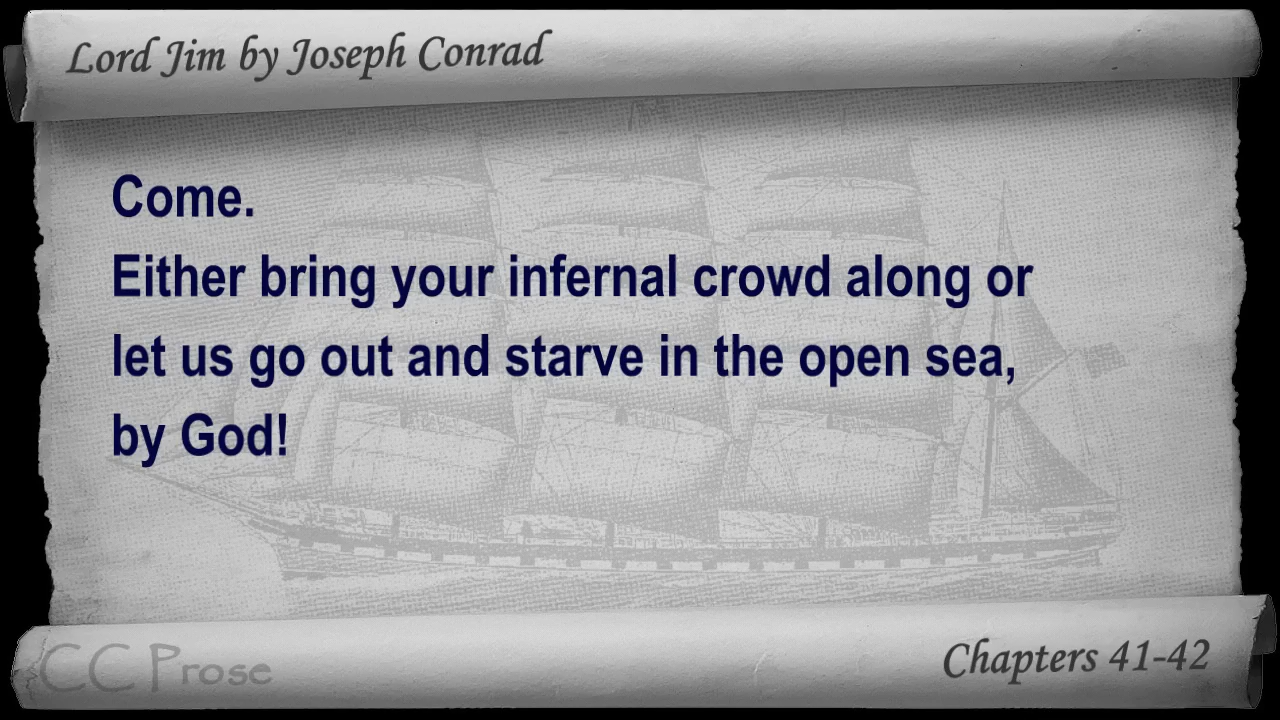 Lord Jim by Joseph Conrad
Come.
Either bring your infernal crowd along or
let us go out and starve in the open sea,
by God!
CC Prose
Chapters 41-42